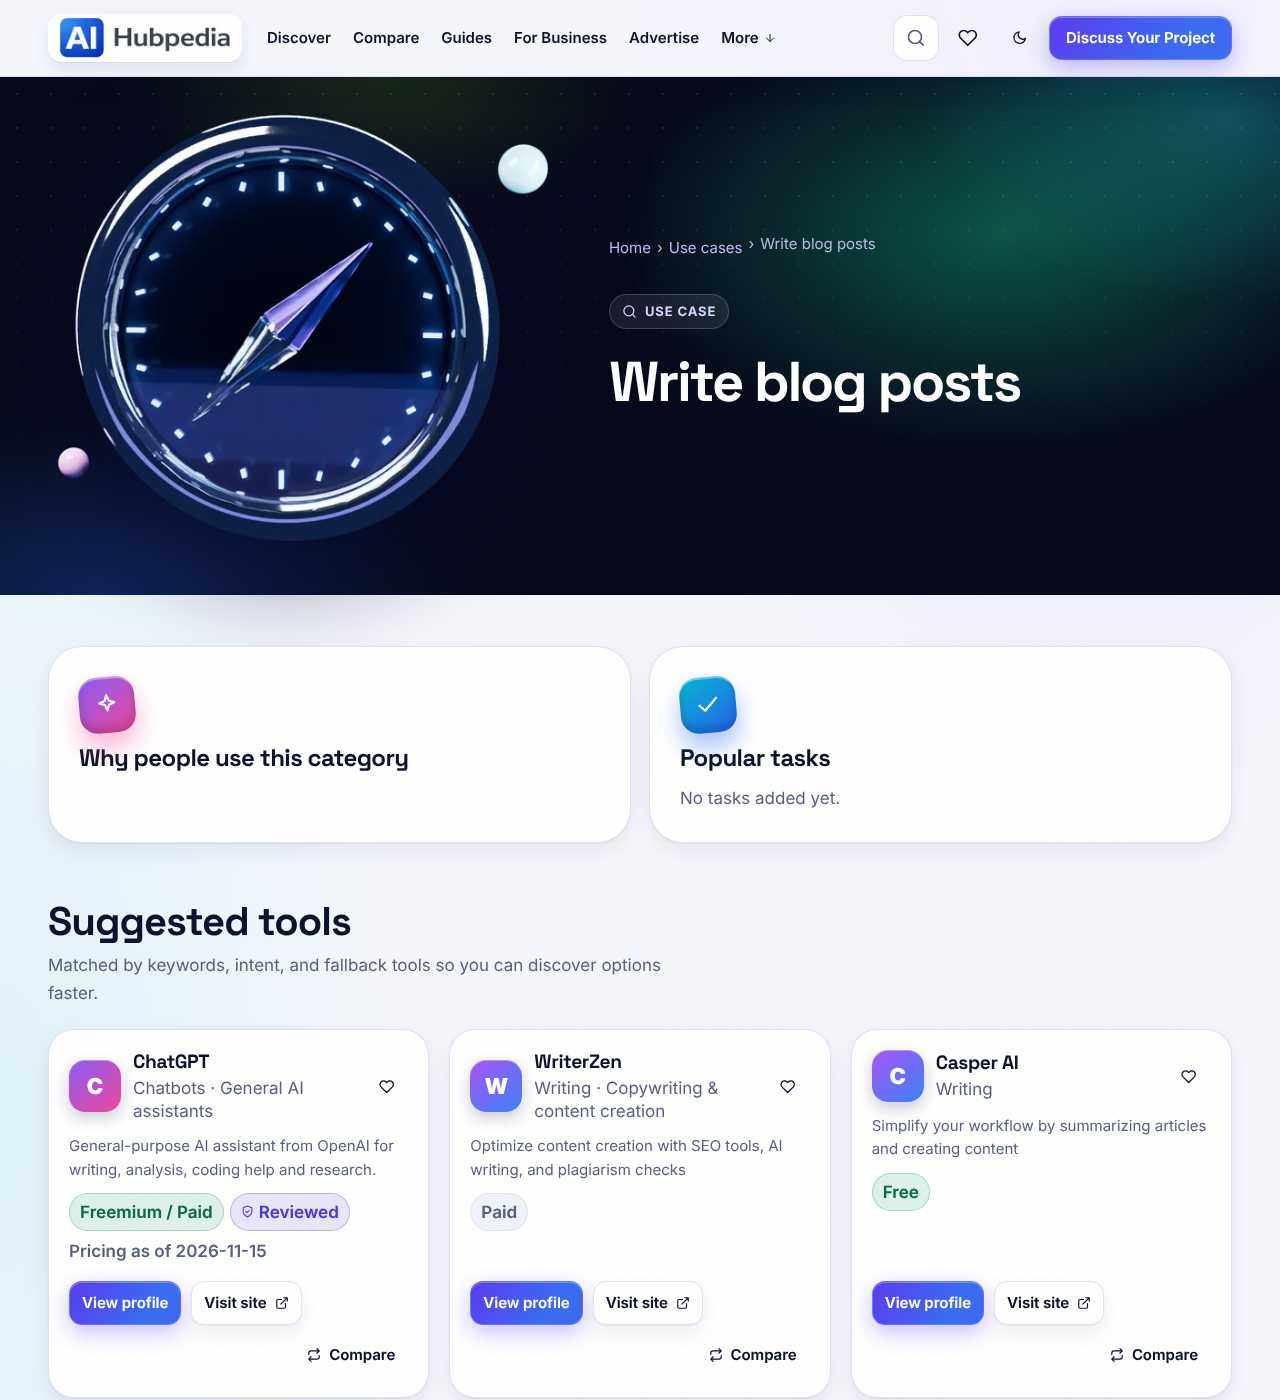 AI Hubpedia
Discover
Compare
Guides
For Business
Advertise
More
Discuss Your Project
Home › Use cases › Write blog posts
USE CASE
Write blog posts
Why people use this category
Popular tasks
No tasks added yet.
Suggested tools
Matched by keywords, intent, and fallback tools so you can discover options
faster.
C
ChatGPT
Chatbots · General AI
assistants
General-purpose AI assistant from OpenAI for
writing, analysis, coding help and research.
Freemium / Paid
Reviewed
Pricing as of 2026-11-15
View profile
Visit site
Compare
W
WriterZen
Writing · Copywriting &
content creation
Optimize content creation with SEO tools, AI
writing, and plagiarism checks
Paid
View profile
Visit site
Compare
C
Casper AI
Writing
Simplify your workflow by summarizing articles
and creating content
Free
View profile
Visit site
Compare